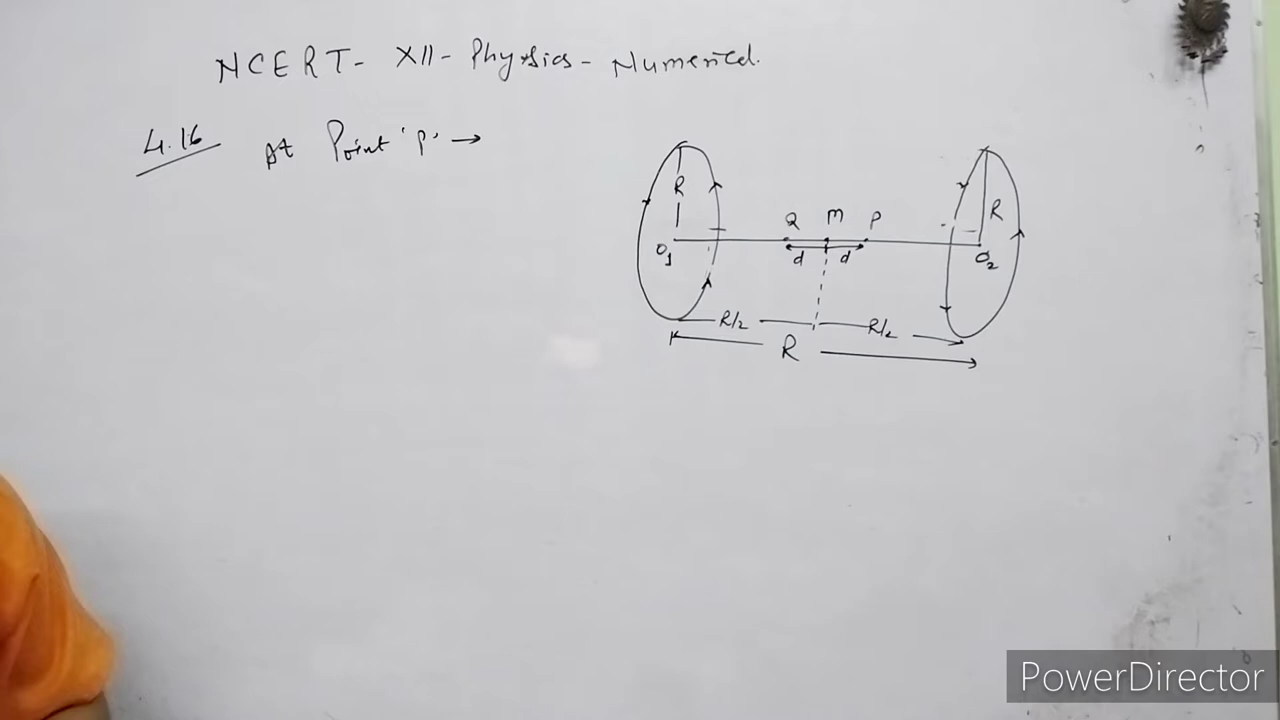 NCERT- XII- Physics- Numerical.
4.16 At Point 'P' →
R
R
Q M P
O1
d d
O2
R/2 R/2
R
PowerDirector